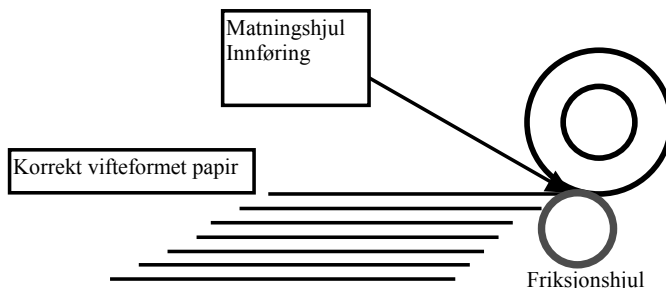 Matningshjul
Innføring
Korrekt vifteformet papir
Friksjonshjul